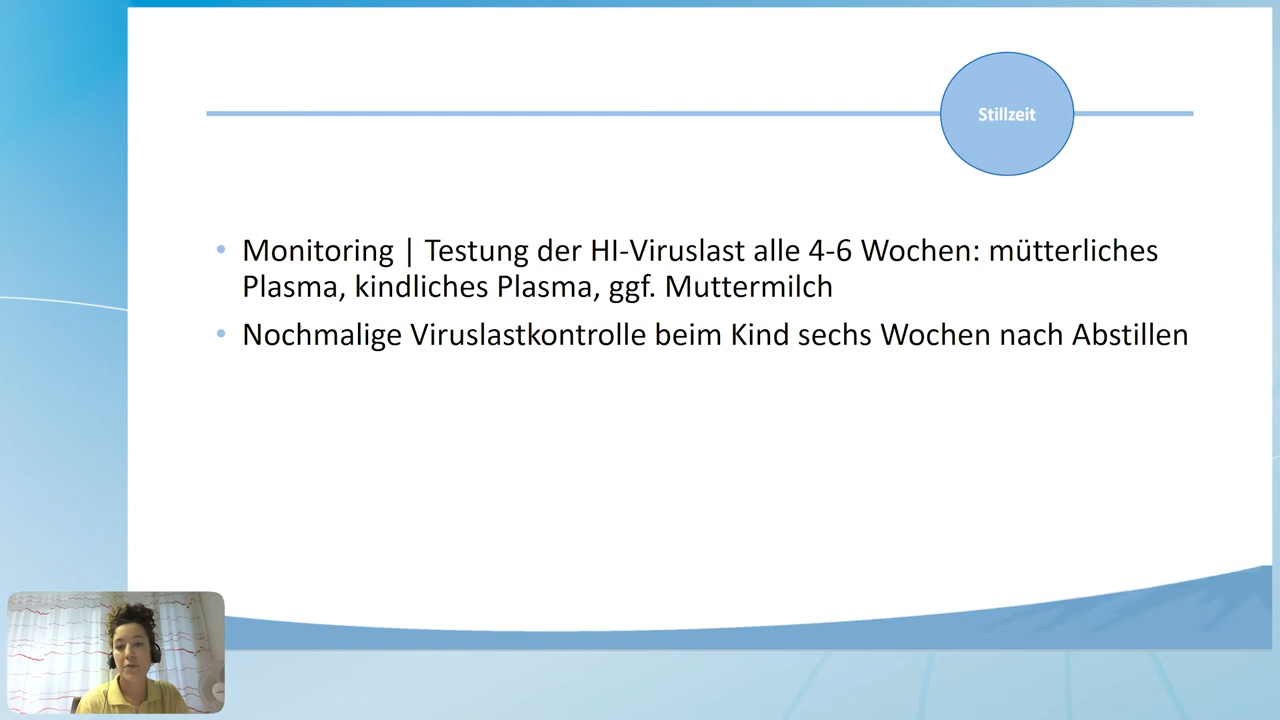 Stillzeit
• Monitoring | Testung der HI-Viruslast alle 4-6 Wochen: mütterliches
Plasma, kindliches Plasma, ggf. Muttermilch
• Nochmalige Viruslastkontrolle beim Kind sechs Wochen nach Abstillen